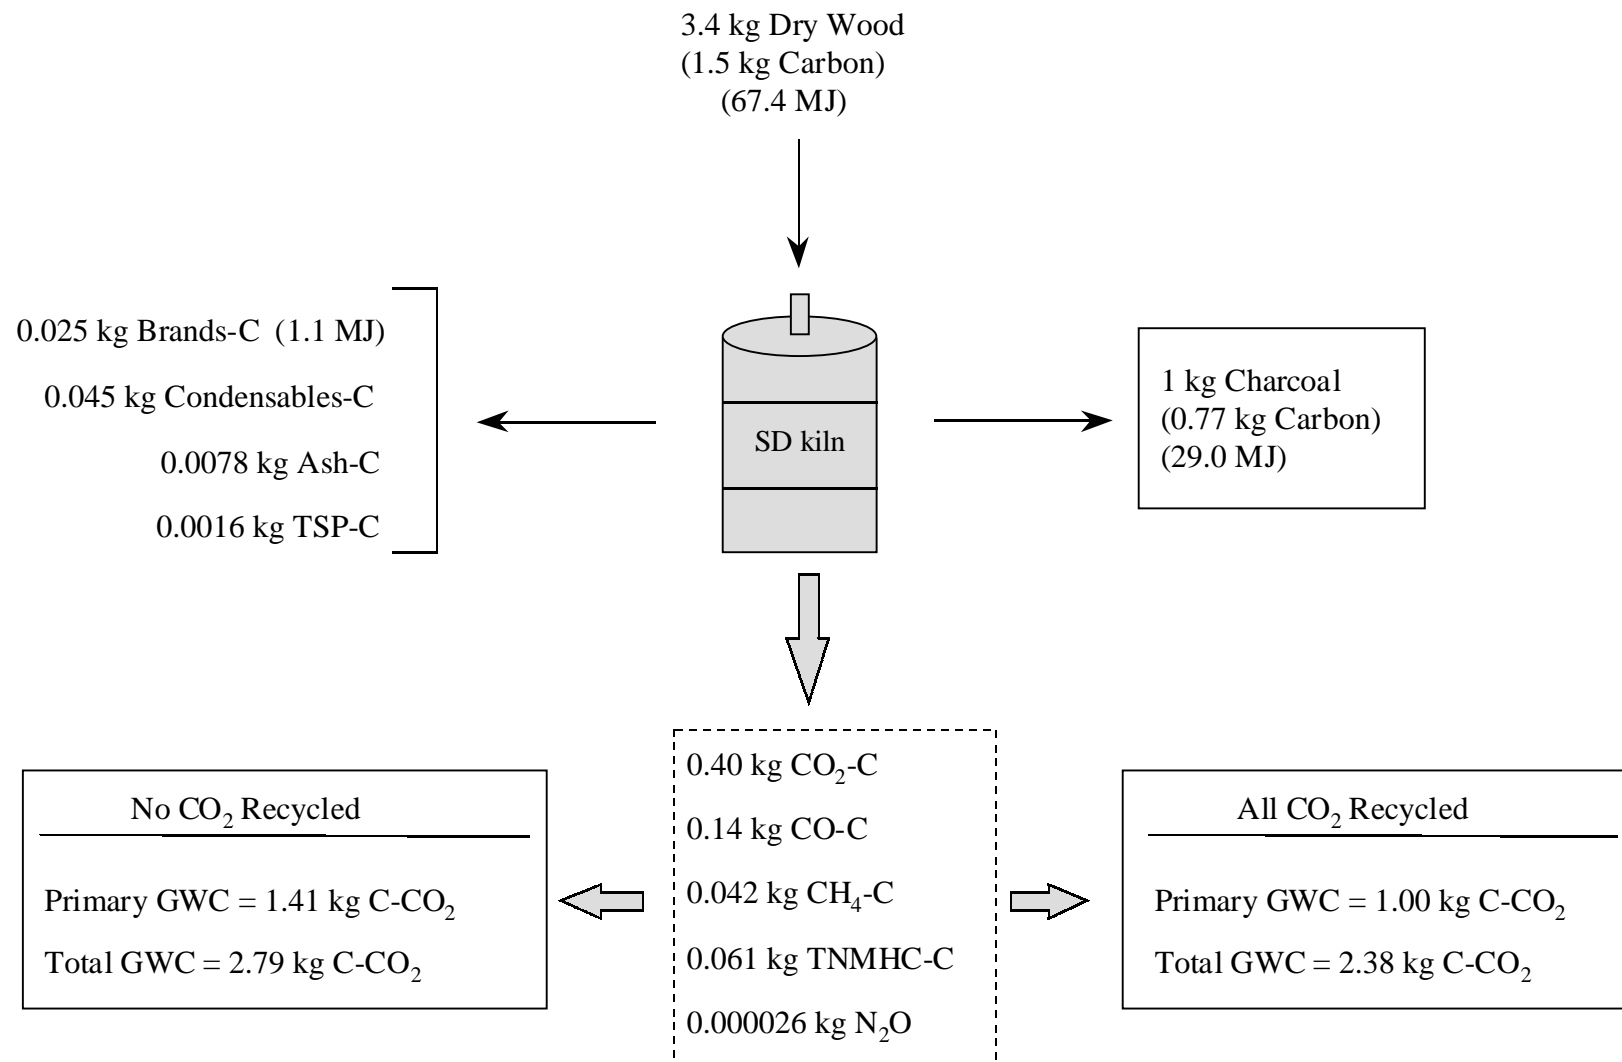 3.4 kg Dry Wood
(1.5 kg Carbon)
(67.4 MJ)
0.025 kg Brands-C (1.1 MJ)
0.045 kg Condensables-C
0.0078 kg Ash-C
0.0016 kg TSP-C
SD kiln
1 kg Charcoal
(0.77 kg Carbon)
(29.0 MJ)
No CO₂ Recycled
Primary GWC = 1.41 kg C-CO₂
Total GWC = 2.79 kg C-CO₂
0.40 kg CO₂-C
0.14 kg CO-C
0.042 kg CH₄-C
0.061 kg TNMHC-C
0.000026 kg N₂O
All CO₂ Recycled
Primary GWC = 1.00 kg C-CO₂
Total GWC = 2.38 kg C-CO₂